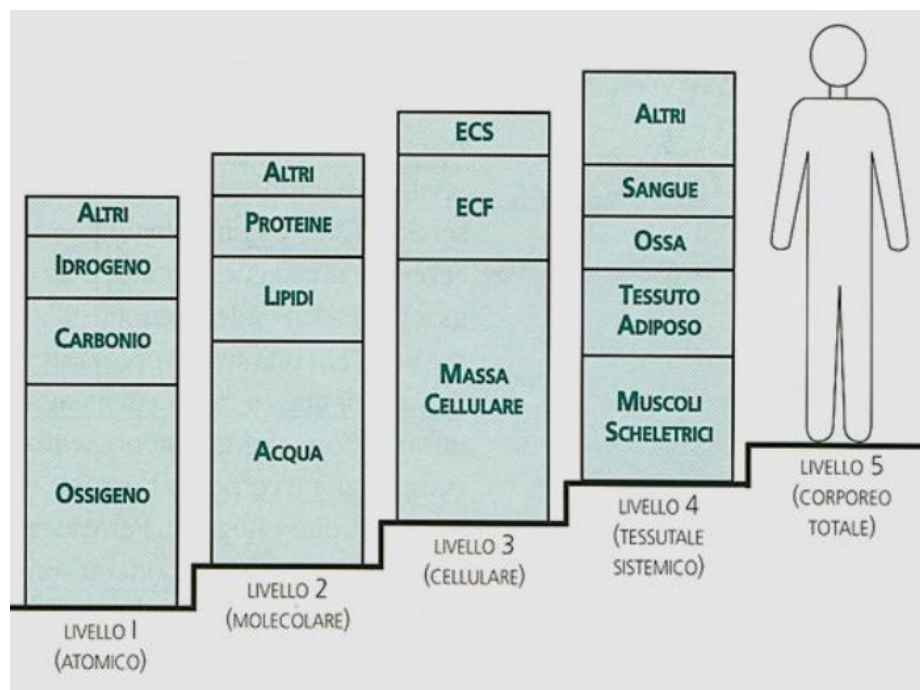 ALTRI
IDROGENO
CARBONIO
OSSIGENO
LIVELLO 1
(ATOMICO)
ALTRI
PROTEINE
LIPIDI
ACQUA
LIVELLO 2
(MOLECOLARE)
ECS
ECF
MASSA
CELLULARE
LIVELLO 3
(CELLULARE)
ALTRI
SANGUE
OSSA
TESSUTO
ADIPOSO
MUSCOLI
SCHELETRICI
LIVELLO 4
(TESSUTALE
SISTEMICO)
LIVELLO 5
(CORPOREO
TOTALE)